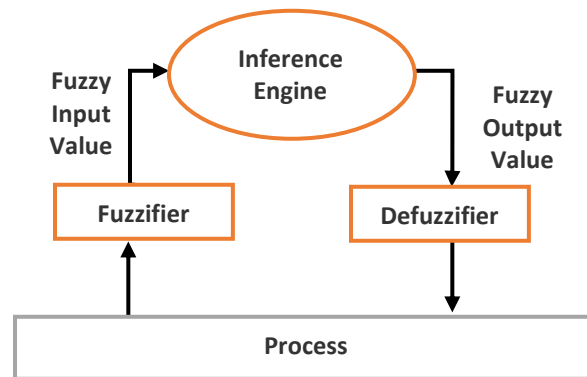 Inference
Engine
Fuzzy
Input
Value
Fuzzy
Output
Value
Fuzzifier
Defuzzifier
Process